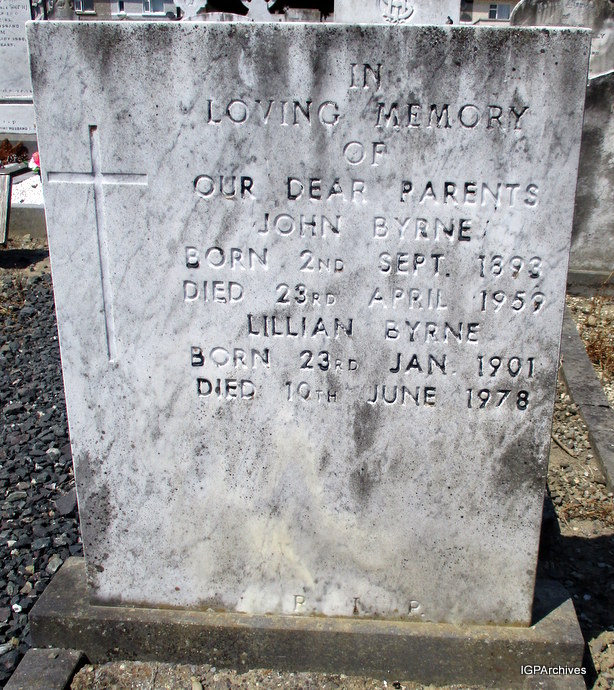 IN
LOVING MEMORY
OF
OUR DEAR PARENTS
JOHN BYRNE
BORN 2ND SEPT. 1893
DIED 23RD APRIL 1959
LILLIAN BYRNE
BORN 23RD JAN. 1901
DIED 10TH JUNE 1978
R I P
IGPArchives